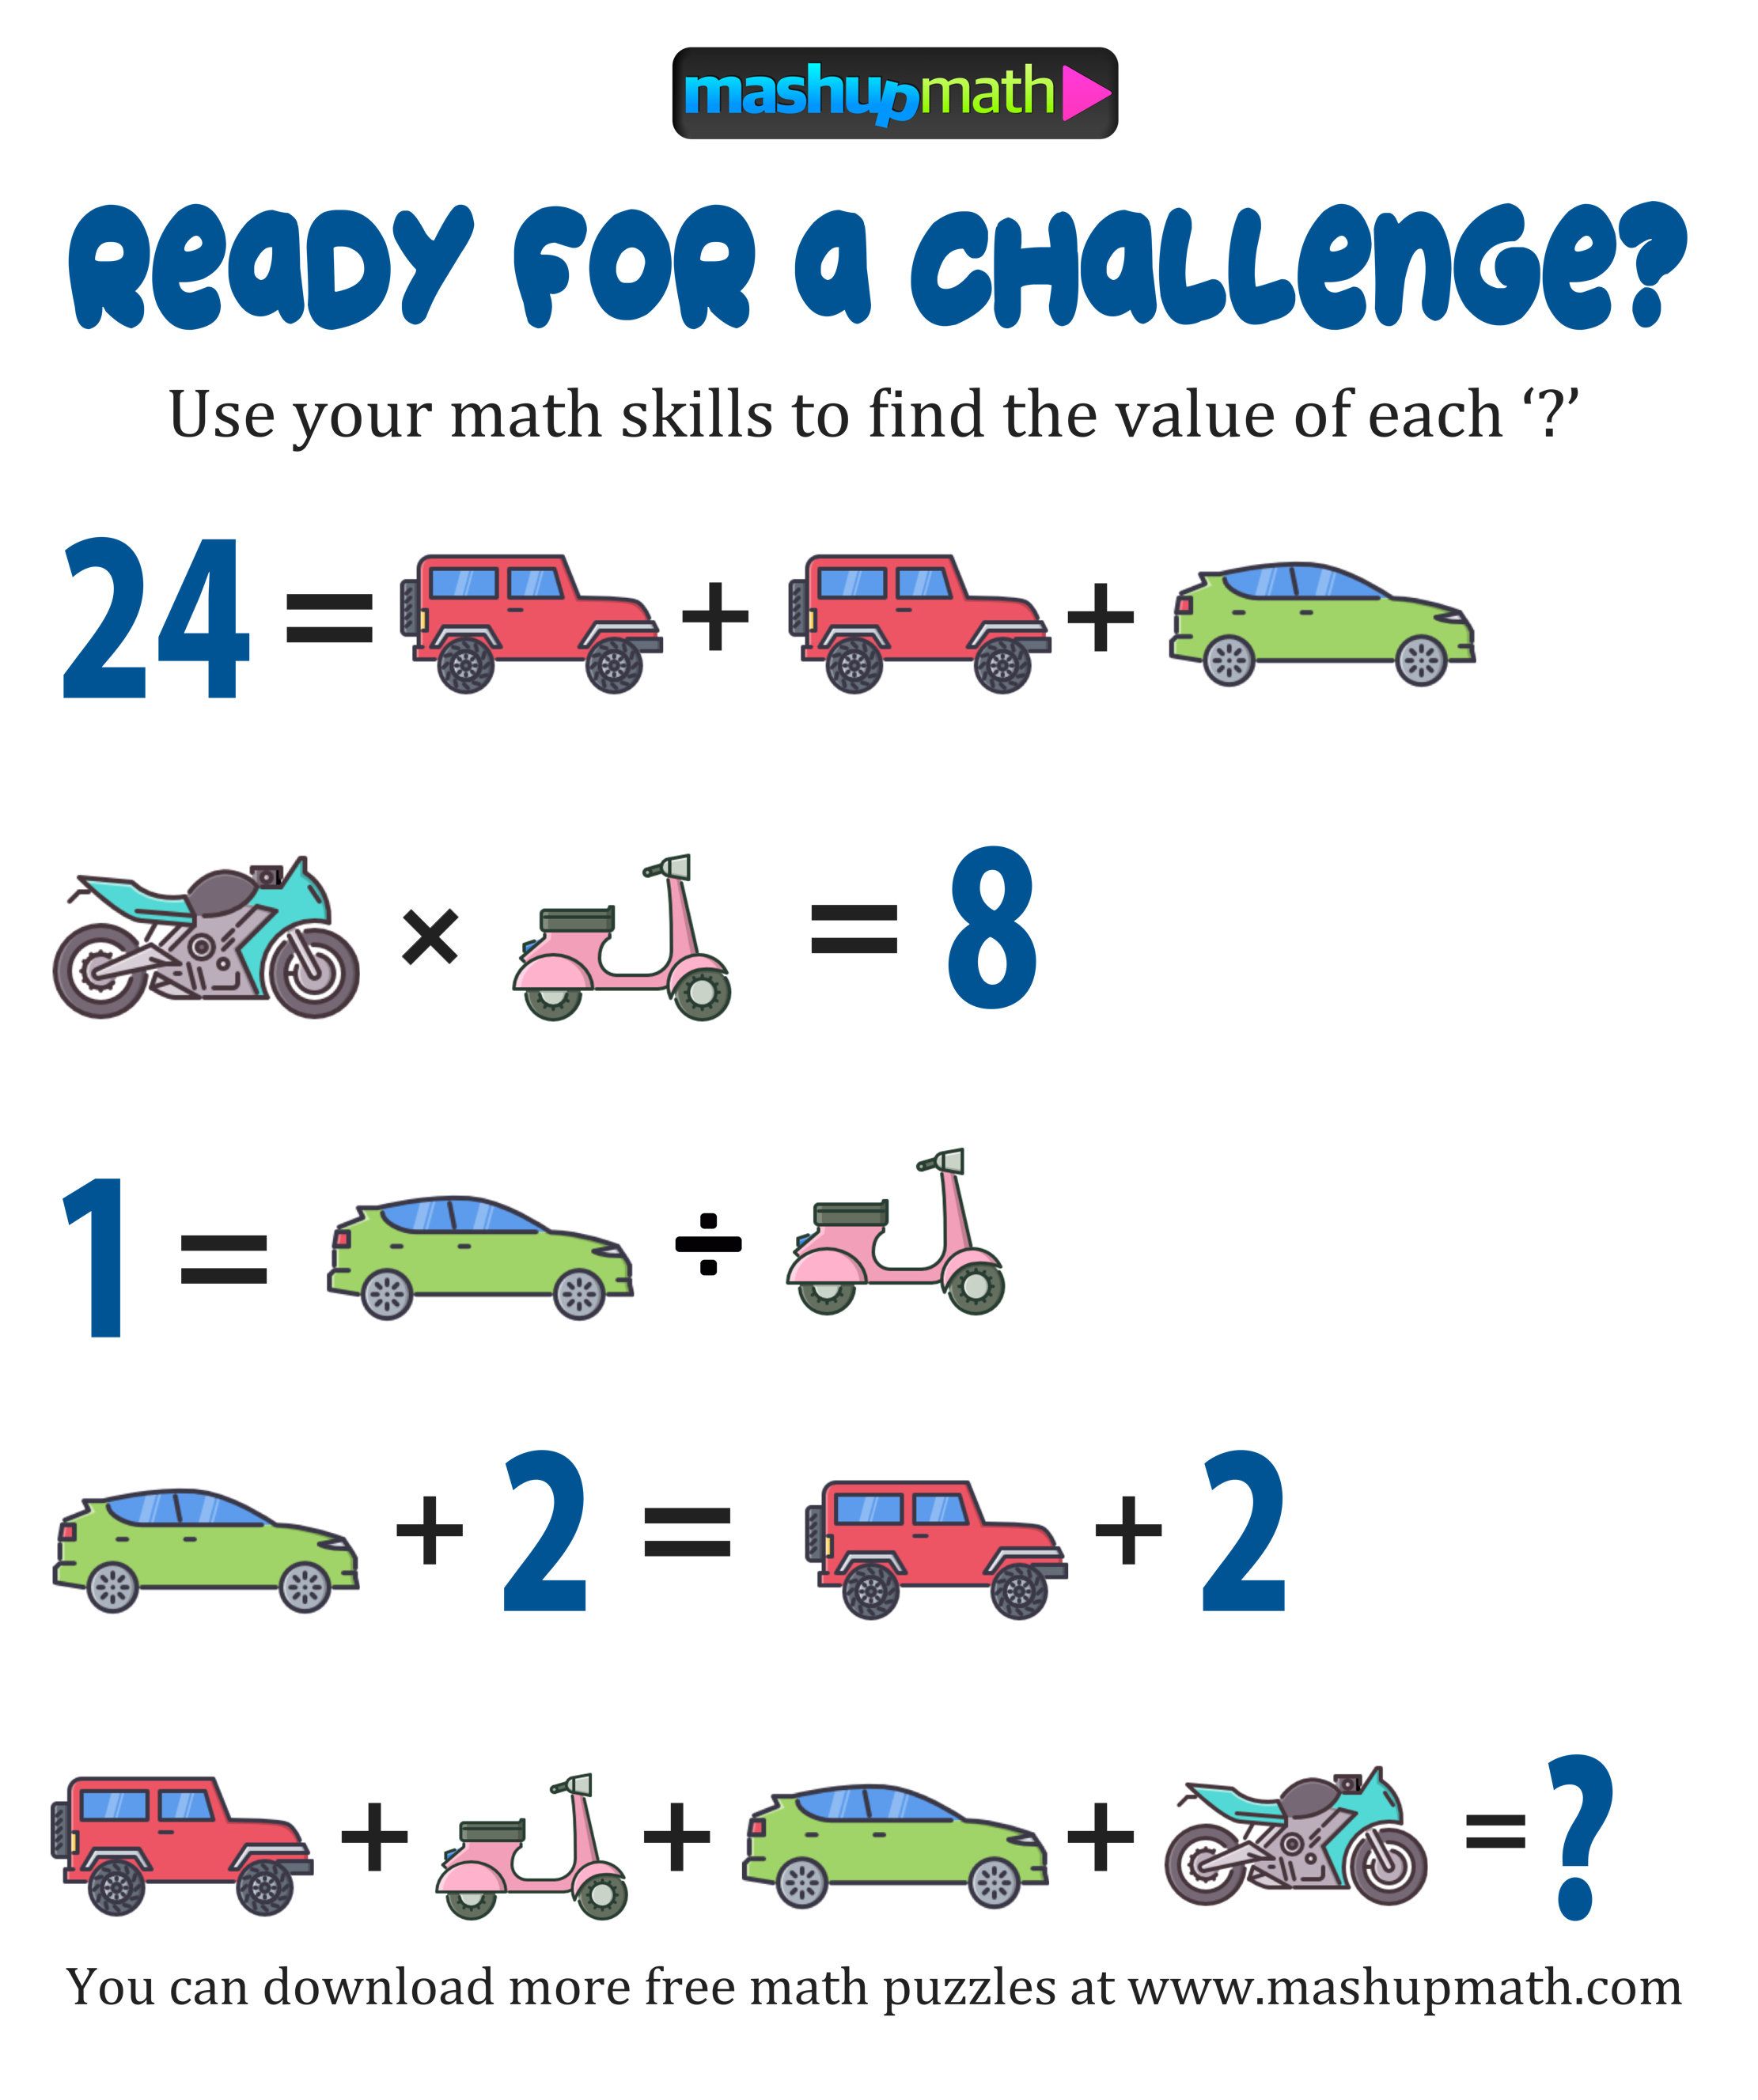 mashupmath
READY FOR A CHALLENGE?
Use your math skills to find the value of each ‘?’
24 = + +
× = 8
1 = ÷
+ 2 = + 2
+ + + = ?
You can download more free math puzzles at www.mashupmath.com